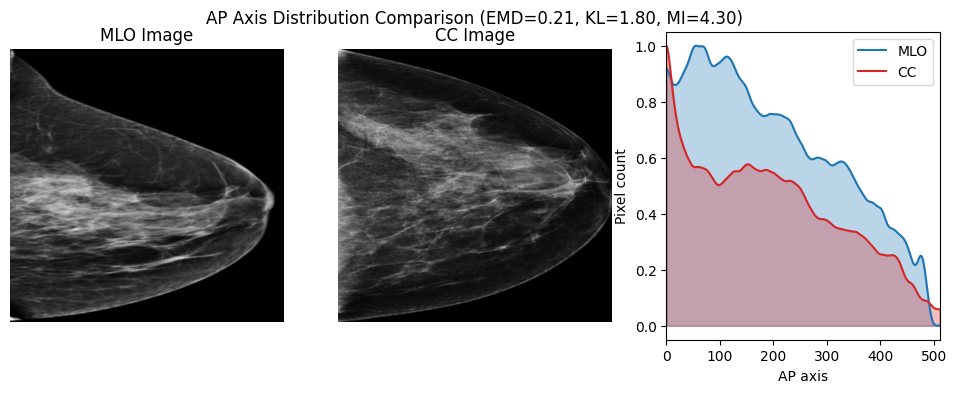 AP Axis Distribution Comparison (EMD=0.21, KL=1.80, MI=4.30)
MLO Image
CC Image
MLO
CC
Pixel count
1.0
0.8
0.6
0.4
0.2
0.0
0 100 200 300 400 500
AP axis